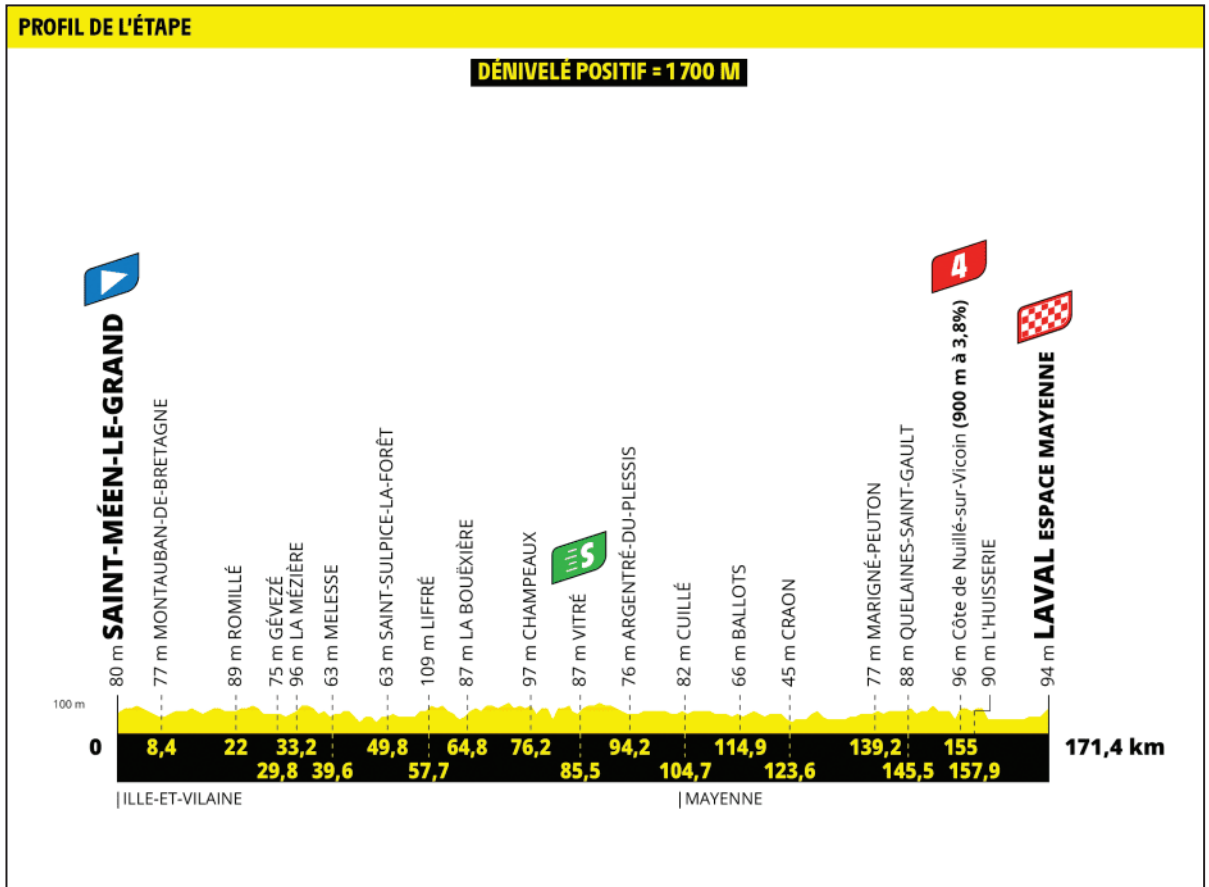 PROFIL DE L'ÉTAPE
DÉNIVELÉ POSITIF = 1 700 M
80 m SAINT-MÉEN-LE-GRAND
77 m MONTAUBAN-DE-BRETAGNE
89 m ROMILLÉ
75 m GÉVEZÉ
96 m LA MÉZIÈRE
63 m MELESSE
63 m SAINT-SULPICE-LA-FORÊT
109 m LIFFRÉ
87 m LA BOUËXIÈRE
97 m CHAMPEAUX
S
87 m VITRÉ
76 m ARGENTRÉ-DU-PLESSIS
82 m CUILLÉ
66 m BALLOTS
45 m CRAON
77 m MARIGNÉ-PEUTON
88 m QUELAINES-SAINT-GAULT
4
96 m Côte de Nuillé-sur-Vicoin (900 m à 3,8%)
90 m L'HUISSERIE
94 m LAVAL ESPACE MAYENNE
100 m
0 8,4 22 33,2 49,8 64,8 76,2 94,2 114,9 139,2 155 171,4 km
29,8 39,6 57,7 85,5 104,7 123,6 145,5 157,9
|ILLE-ET-VILAINE |MAYENNE